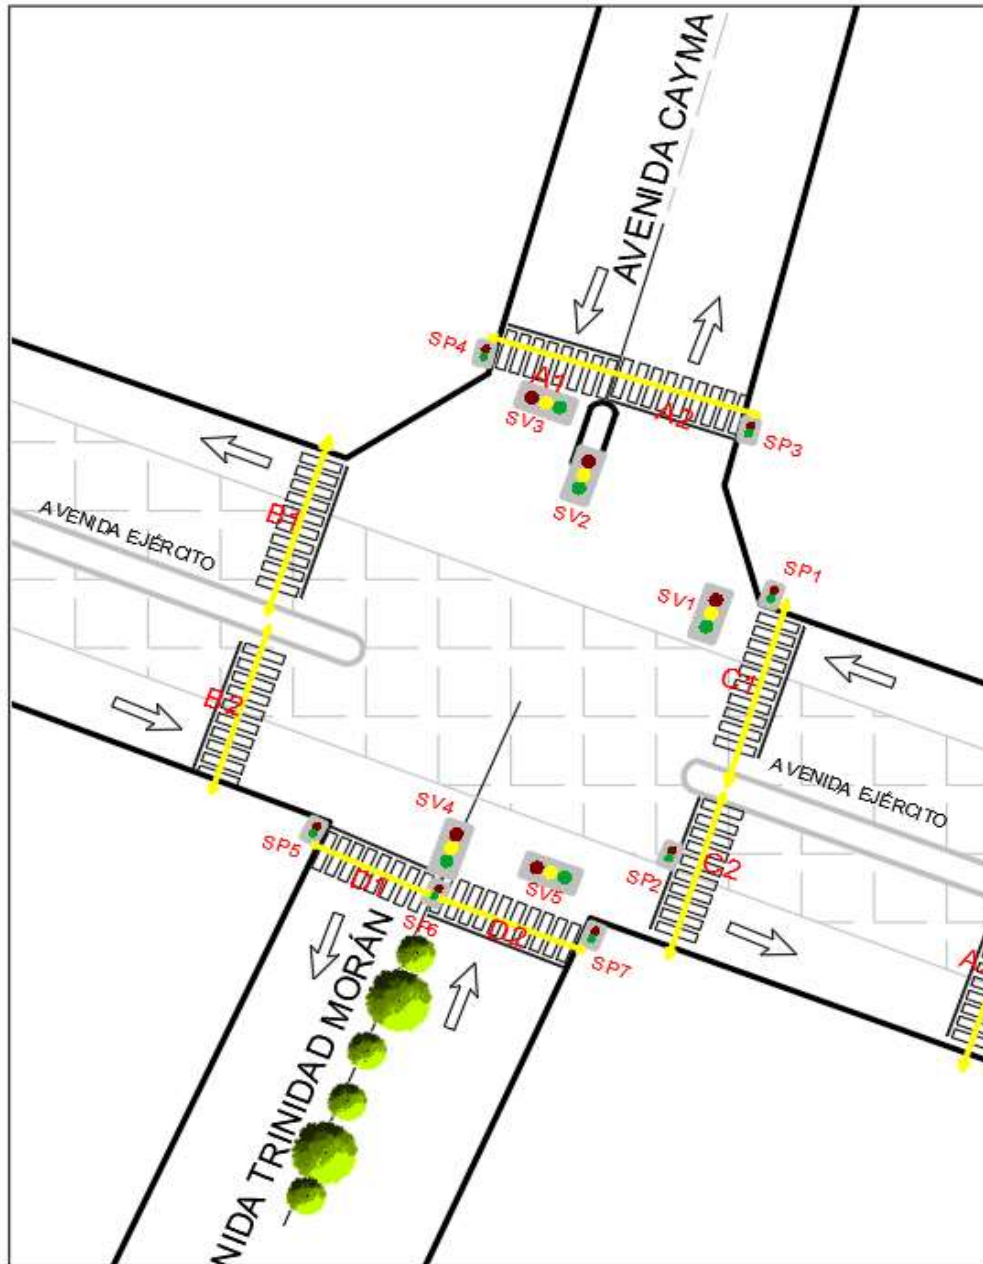 AVENIDA CAYMA
SP4
A1
SV3
A2
SP3
SV2
B1
AVENIDA EJÉRCITO
SP1
SV1
C1
B2
AVENIDA EJÉRCITO
SV4
SP5
D1
SP6
SV5
D2
SP2
C2
SP7
A
NIDA TRINIDAD MORÁN